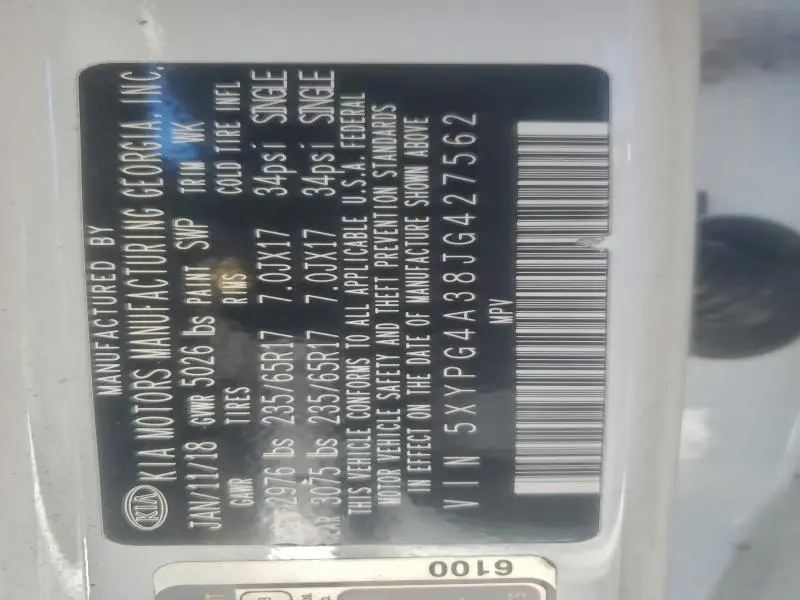 MANUFACTURED BY
KIA KIA MOTORS MANUFACTURING GEORGIA, INC.
JAN/11/18 GVWR 5026 lbs PAINT SWP TRIM WK
GAWR TIRES RIMS COLD TIRE INFL
2976 lbs 235/65R17 7.0JX17 34psi SINGLE
3075 lbs 235/65R17 7.0JX17 34psi SINGLE
THIS VEHICLE CONFORMS TO ALL APPLICABLE U.S.A. FEDERAL
MOTOR VEHICLE SAFETY AND THEFT PREVENTION STANDARDS
IN EFFECT ON THE DATE OF MANUFACTURE SHOWN ABOVE
VIN 5XYPG4A38JG427562
MPV
6100